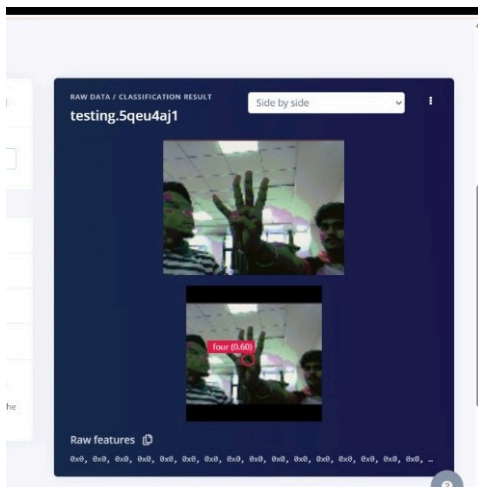 RAW DATA / CLASSIFICATION RESULT
testing.5qeu4aj1
Side by side
four (0.60)
Raw features
0x0, 0x0, 0x0, 0x0, 0x0, 0x0, 0x0, 0x0, 0x0, 0x0, 0x0, 0x0, 0x0, 0x0, 0x0, 0x0, …
he
?